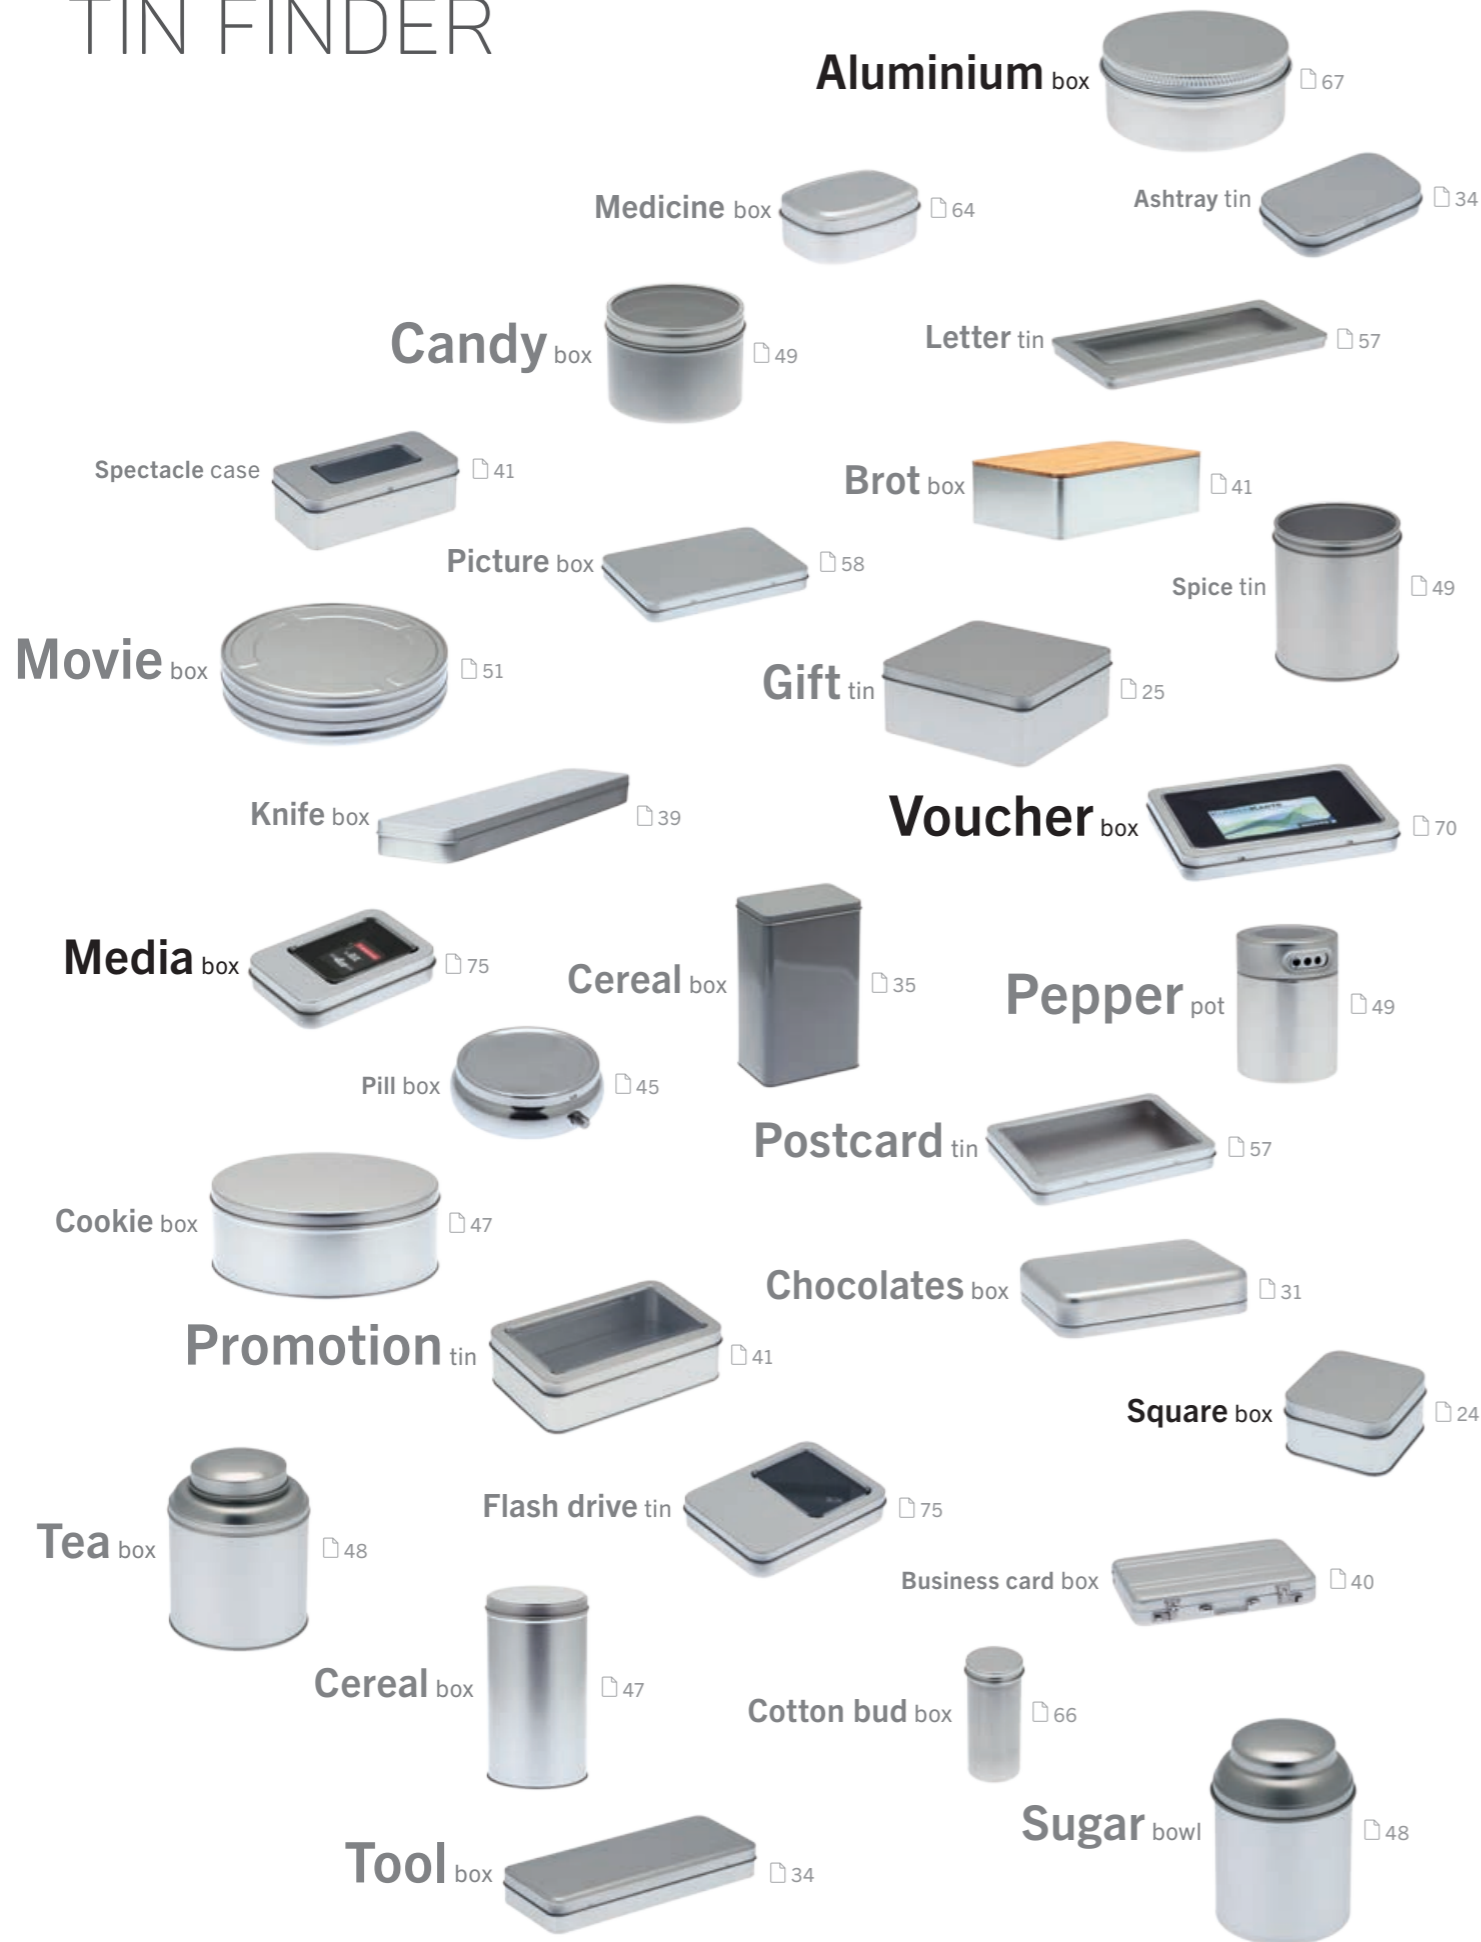 TIN FINDER
Aluminium box 67
Medicine box 64
Ashtray tin 34
Candy box 49
Letter tin 57
Spectacle case 41
Brot box 41
Picture box 58
Spice tin 49
Movie box 51
Gift tin 25
Knife box 39
Voucher box 70
Media box 75
Cereal box 35
Pepper pot 49
Pill box 45
Postcard tin 57
Cookie box 47
Chocolates box 31
Promotion tin 41
Square box 24
Flash drive tin 75
Tea box 48
Business card box 40
Cereal box 47
Cotton bud box 66
Sugar bowl 48
Tool box 34